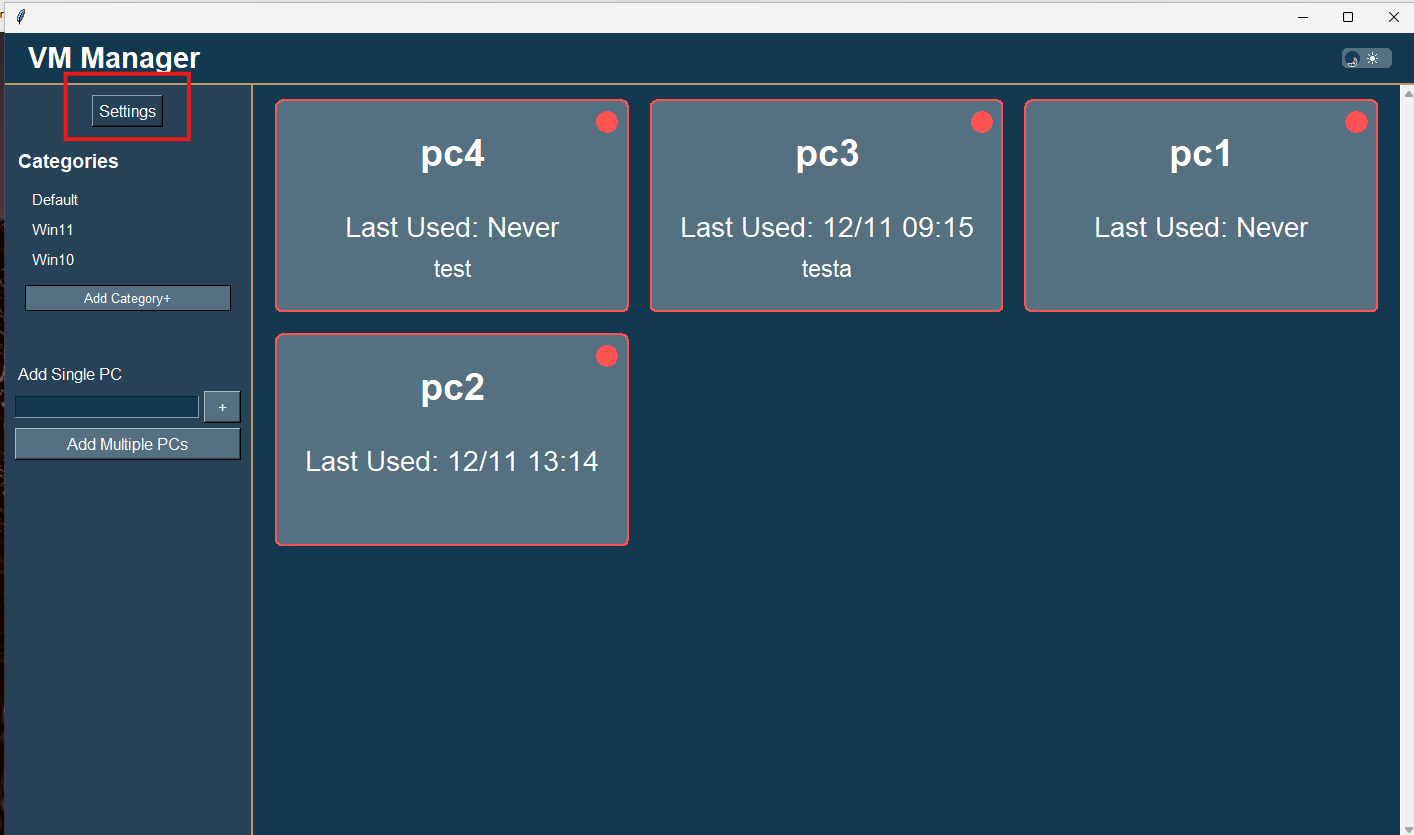 VM Manager
Settings
Categories
Default
Win11
Win10
Add Category+
Add Single PC
+
Add Multiple PCs
pc4
Last Used: Never
test
pc3
Last Used: 12/11 09:15
testa
pc1
Last Used: Never
pc2
Last Used: 12/11 13:14